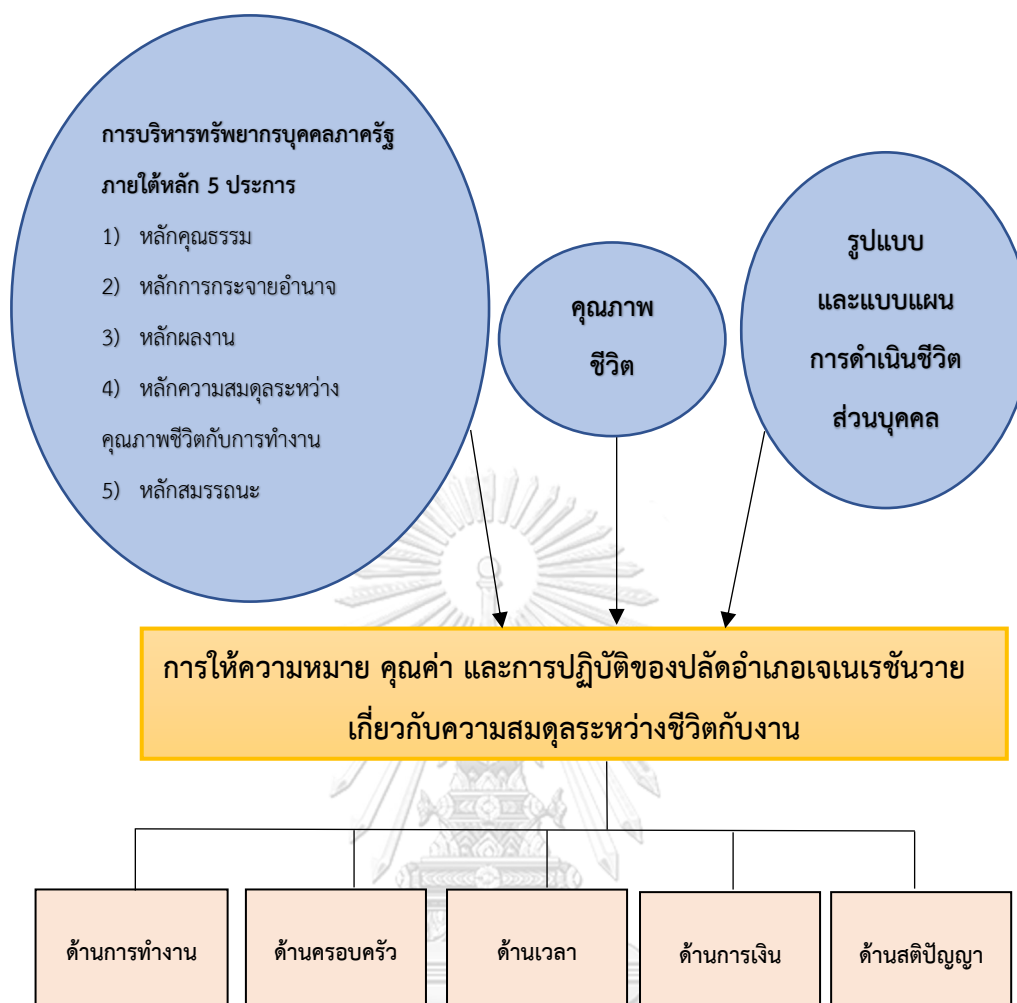 การบริหารทรัพยากรบุคคลภาครัฐ
ภายใต้หลัก 5 ประการ
1) หลักคุณธรรม
2) หลักการกระจายอำนาจ
3) หลักผลงาน
4) หลักความสมดุลระหว่าง
คุณภาพชีวิตกับการทำงาน
5) หลักสมรรถนะ
คุณภาพ
ชีวิต
รูปแบบ
และแบบแผน
การดำเนินชีวิต
ส่วนบุคคล
การให้ความหมาย คุณค่า และการปฏิบัติของปลัดอำเภอเจเนเรชันวาย
เกี่ยวกับความสมดุลระหว่างชีวิตกับงาน
ด้านการทำงาน
ด้านครอบครัว
ด้านเวลา
ด้านการเงิน
ด้านสติปัญญา